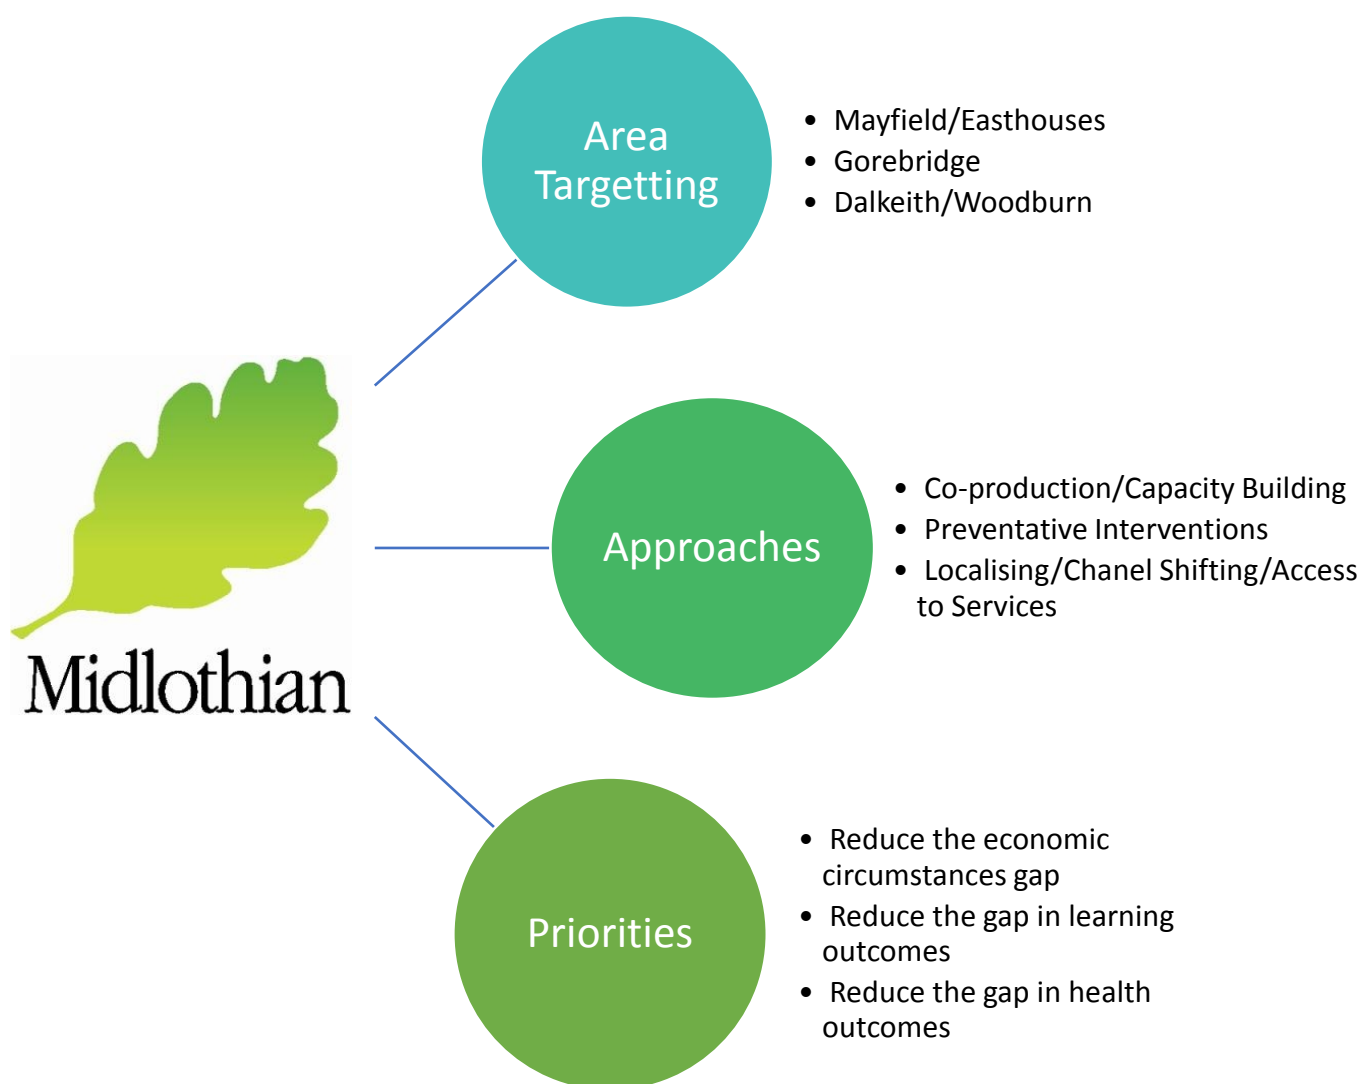 Area
Targetting
• Mayfield/Easthouses
• Gorebridge
• Dalkeith/Woodburn
Midlothian
Approaches
• Co-production/Capacity Building
• Preventative Interventions
• Localising/Chanel Shifting/Access
to Services
Priorities
• Reduce the economic
circumstances gap
• Reduce the gap in learning
outcomes
• Reduce the gap in health
outcomes